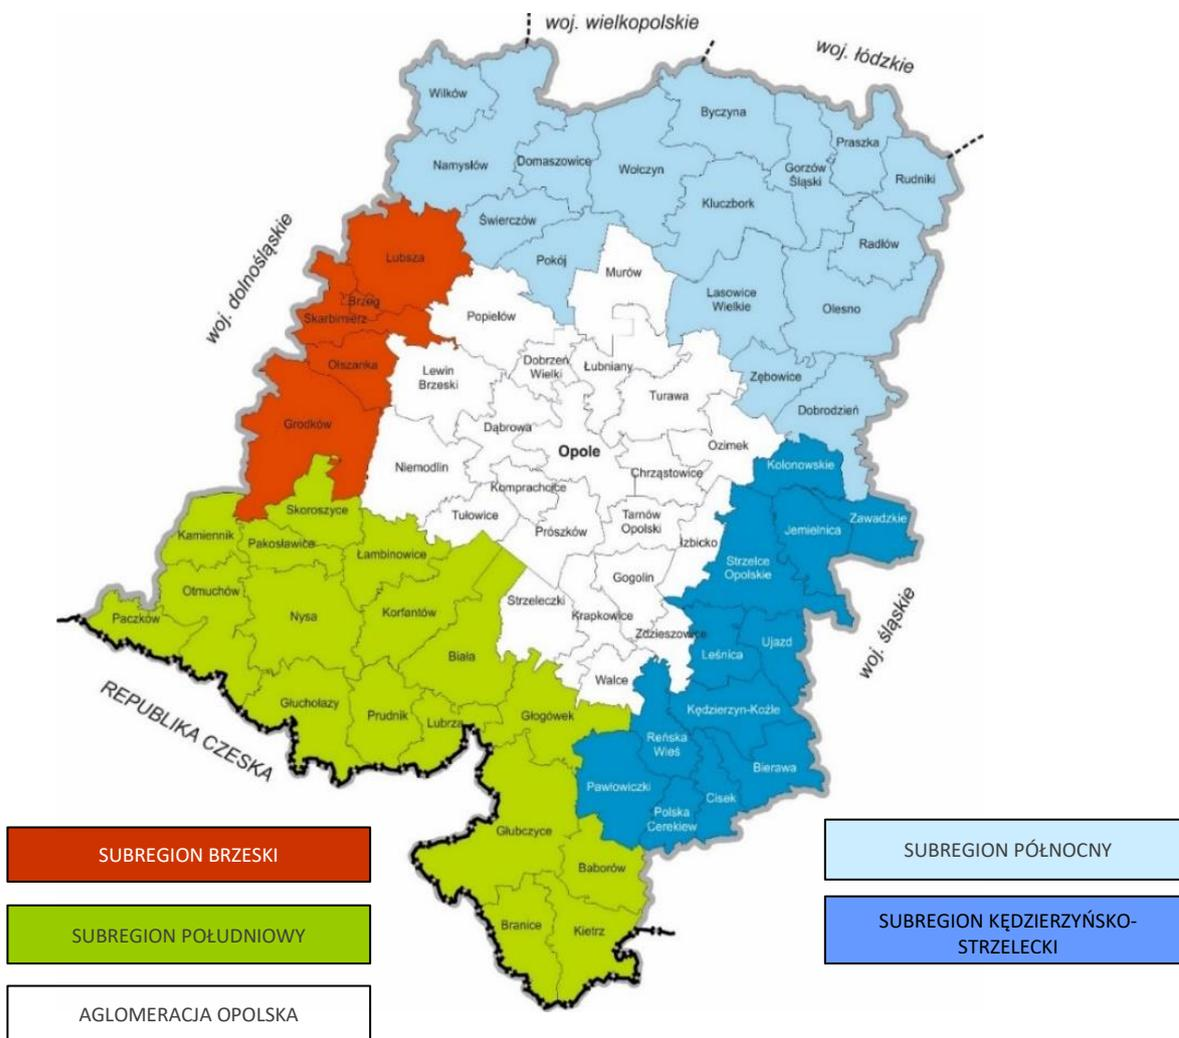 woj. wielkopolskie
woj. łódzkie
Wilków
Byczyna
Praszka
Namysłów
Domaszowice
Wołczyn
Gorzów
Śląski
Rudniki
Kluczbork
Świerczów
Radłów
woj. dolnośląskie
Lubsza
Pokój
Murów
Lasowice
Wielkie
Olesno
Brzeg
Skarbimierz
Popielów
Olszanka
Lewin
Brzeski
Dobrzeń
Wielki
Łubniany
Zębowice
Turawa
Dobrodzień
Grodków
Dąbrowa
Opole
Ozimek
Niemodlin
Chrząstowice
Kolonowskie
Komprachcice
Skoroszyce
Tułowice
Prószków
Tarnów
Opolski
Izbicko
Jemielnica
Zawadzkie
Kamiennik
Pakosławice
Łambinowice
Strzelce
Opolskie
Gogolin
Otmuchów
Nysa
Korfantów
Strzeleczki
Krapkowice
Paczków
Zdzieszowice
Ujazd
Leśnica
woj. śląskie
Biała
Walce
REPUBLIKA CZESKA
Głuchołazy
Prudnik
Lubrza
Głogówek
Kędzierzyn-Koźle
Reńska
Wieś
Bierawa
Pawłowiczki
Cisek
Polska
Cerekiew
Głubczyce
Baborów
Branice
Kietrz
SUBREGION BRZESKI
SUBREGION PÓŁNOCNY
SUBREGION POŁUDNIOWY
SUBREGION KĘDZIERZYŃSKO-
STRZELECKI
AGLOMERACJA OPOLSKA